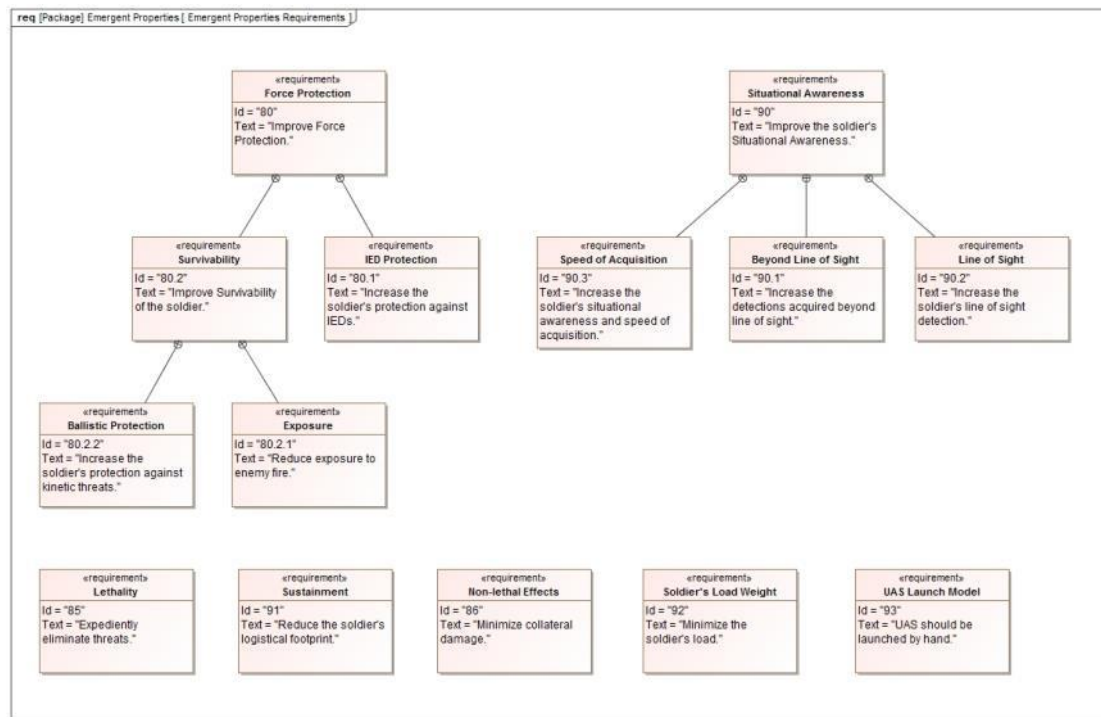 req [Package] Emergent Properties [ Emergent Properties Requirements ]
«requirement»
Force Protection
Id = "80"
Text = "Improve Force
Protection."
«requirement»
Situational Awareness
Id = "90"
Text = "Improve the soldier's
Situational Awareness."
«requirement»
Survivability
Id = "80.2"
Text = "Improve Survivability
of the soldier."
«requirement»
IED Protection
Id = "80.1"
Text = "Increase the
soldier's protection against
IEDs."
«requirement»
Speed of Acquisition
Id = "90.3"
Text = "Increase the
soldier's situational
awareness and speed of
acquisition."
«requirement»
Beyond Line of Sight
Id = "90.1"
Text = "Increase the
detections acquired beyond
line of sight."
«requirement»
Line of Sight
Id = "90.2"
Text = "Increase the
soldier's line of sight
detection."
«requirement»
Ballistic Protection
Id = "80.2.2"
Text = "Increase the
soldier's protection against
kinetic threats."
«requirement»
Exposure
Id = "80.2.1"
Text = "Reduce exposure to
enemy fire."
«requirement»
Lethality
Id = "85"
Text = "Expediently
eliminate threats."
«requirement»
Sustainment
Id = "91"
Text = "Reduce the soldier's
logistical footprint."
«requirement»
Non-lethal Effects
Id = "86"
Text = "Minimize collateral
damage."
«requirement»
Soldier's Load Weight
Id = "92"
Text = "Minimize the
soldier's load."
«requirement»
UAS Launch Model
Id = "93"
Text = "UAS should be
launched by hand."